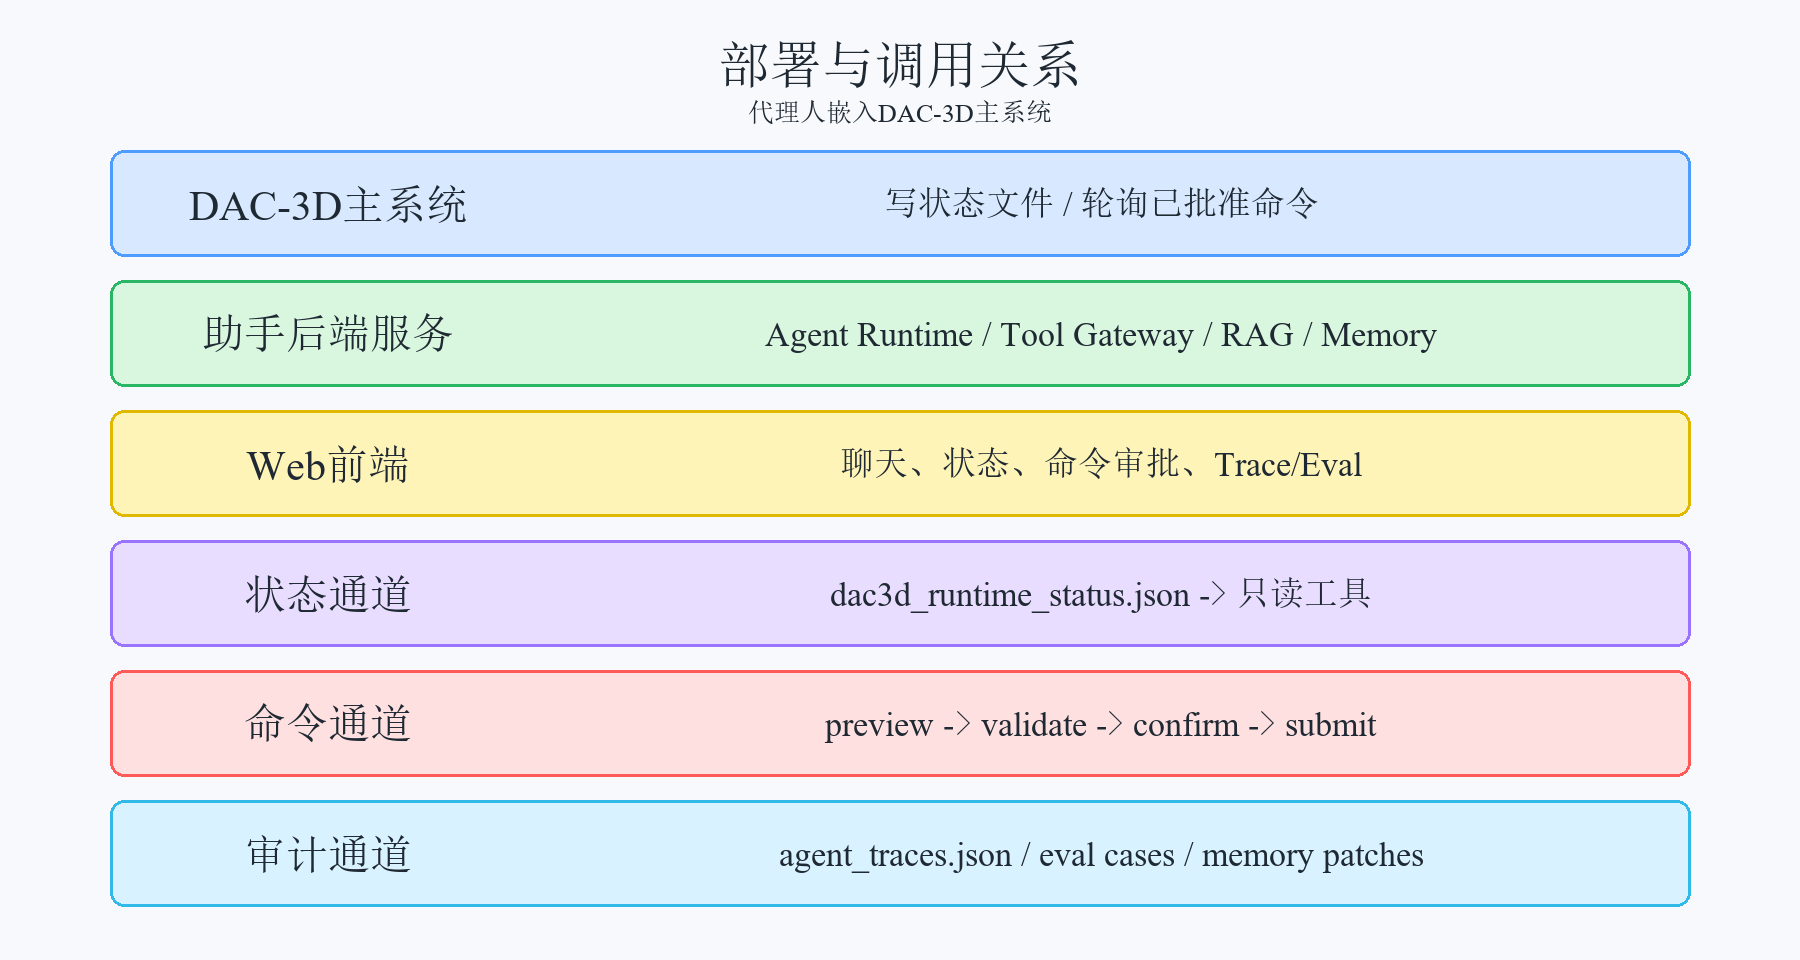 部署与调用关系
代理人嵌入DAC-3D主系统
DAC-3D主系统
写状态文件 / 轮询已批准命令
助手后端服务
Agent Runtime / Tool Gateway / RAG / Memory
Web前端
聊天、状态、命令审批、Trace/Eval
状态通道
dac3d_runtime_status.json -> 只读工具
命令通道
preview -> validate -> confirm -> submit
审计通道
agent_traces.json / eval cases / memory patches